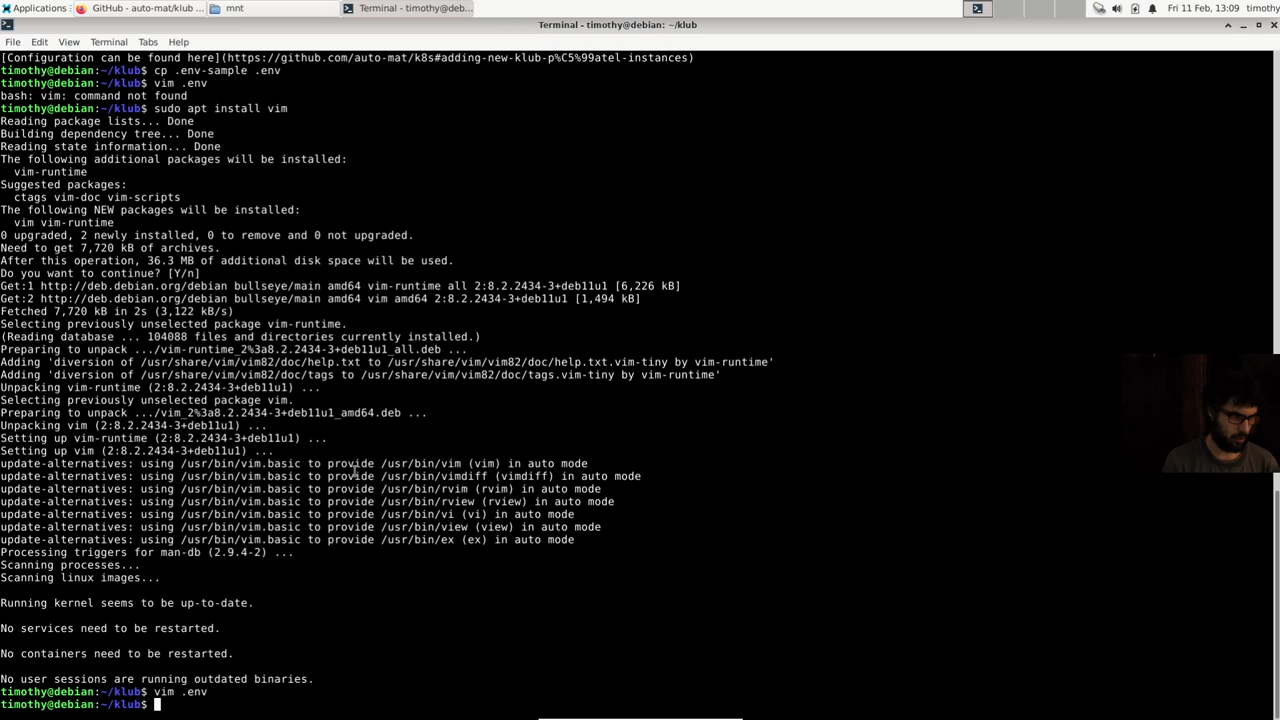 Applications
GitHub - auto-mat/klub ...
mnt
Terminal - timothy@deb...
Fri 11 Feb, 13:09 timothy
Terminal - timothy@debian: ~/klub
File Edit View Terminal Tabs Help
[Configuration can be found here](https://github.com/auto-mat/k8s#adding-new-klub-p%C5%99atel-instances)
timothy@debian:~/klub$ cp .env-sample .env
timothy@debian:~/klub$ vim .env
bash: vim: command not found
timothy@debian:~/klub$ sudo apt install vim
Reading package lists... Done
Building dependency tree... Done
Reading state information... Done
The following additional packages will be installed:
  vim-runtime
Suggested packages:
  ctags vim-doc vim-scripts
The following NEW packages will be installed:
  vim vim-runtime
0 upgraded, 2 newly installed, 0 to remove and 0 not upgraded.
Need to get 7,720 kB of archives.
After this operation, 36.3 MB of additional disk space will be used.
Do you want to continue? [Y/n]
Get:1 http://deb.debian.org/debian bullseye/main amd64 vim-runtime all 2:8.2.2434-3+deb11u1 [6,226 kB]
Get:2 http://deb.debian.org/debian bullseye/main amd64 vim amd64 2:8.2.2434-3+deb11u1 [1,494 kB]
Fetched 7,720 kB in 2s (3,122 kB/s)
Selecting previously unselected package vim-runtime.
(Reading database ... 104088 files and directories currently installed.)
Preparing to unpack .../vim-runtime_2%3a8.2.2434-3+deb11u1_all.deb ...
Adding 'diversion of /usr/share/vim/vim82/doc/help.txt to /usr/share/vim/vim82/doc/help.txt.vim-tiny by vim-runtime'
Adding 'diversion of /usr/share/vim/vim82/doc/tags to /usr/share/vim/vim82/doc/tags.vim-tiny by vim-runtime'
Unpacking vim-runtime (2:8.2.2434-3+deb11u1) ...
Selecting previously unselected package vim.
Preparing to unpack .../vim_2%3a8.2.2434-3+deb11u1_amd64.deb ...
Unpacking vim (2:8.2.2434-3+deb11u1) ...
Setting up vim-runtime (2:8.2.2434-3+deb11u1) ...
Setting up vim (2:8.2.2434-3+deb11u1) ...
update-alternatives: using /usr/bin/vim.basic to provide /usr/bin/vim (vim) in auto mode
update-alternatives: using /usr/bin/vim.basic to provide /usr/bin/vimdiff (vimdiff) in auto mode
update-alternatives: using /usr/bin/vim.basic to provide /usr/bin/rvim (rvim) in auto mode
update-alternatives: using /usr/bin/vim.basic to provide /usr/bin/rview (rview) in auto mode
update-alternatives: using /usr/bin/vim.basic to provide /usr/bin/vi (vi) in auto mode
update-alternatives: using /usr/bin/vim.basic to provide /usr/bin/view (view) in auto mode
update-alternatives: using /usr/bin/vim.basic to provide /usr/bin/ex (ex) in auto mode
Processing triggers for man-db (2.9.4-2) ...
Scanning processes...
Scanning linux images...
Running kernel seems to be up-to-date.
No services need to be restarted.
No containers need to be restarted.
No user sessions are running outdated binaries.
timothy@debian:~/klub$ vim .env
timothy@debian:~/klub$